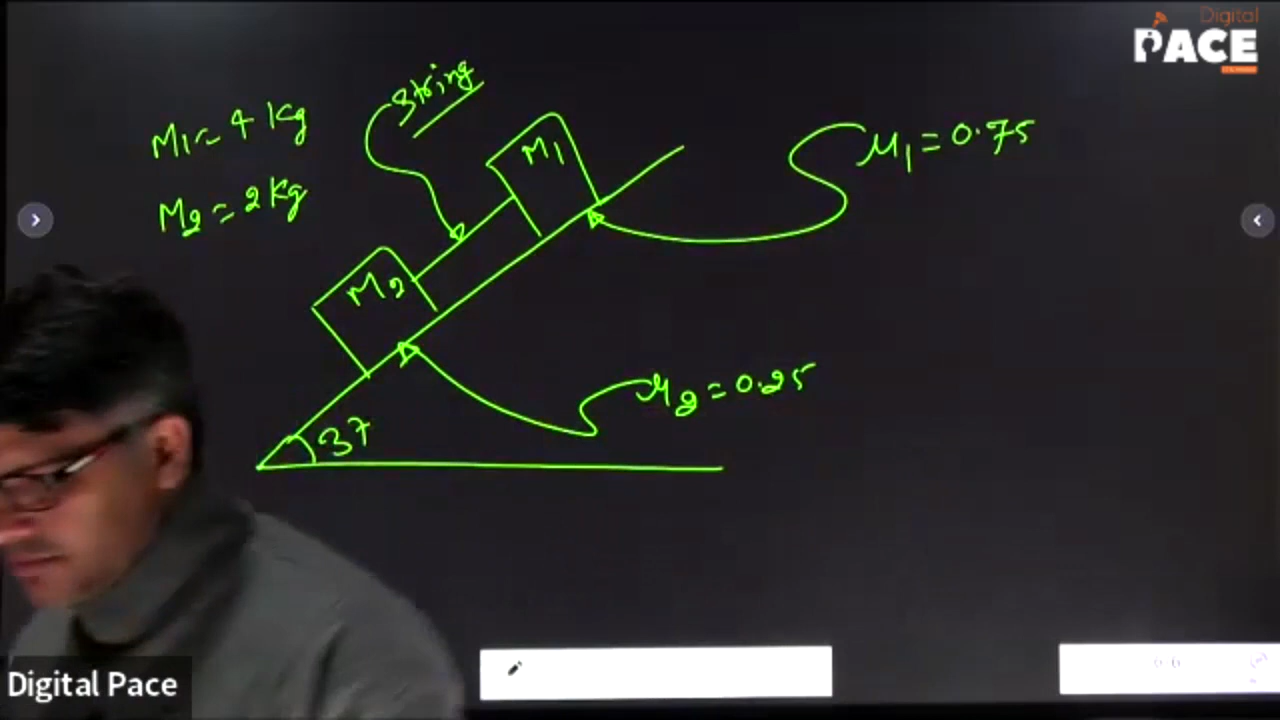 Digital
PACE
String
M1 = 4 Kg
M1
μ1 = 0.75
M2 = 2 Kg
M2
μ2 = 0.25
37
Digital Pace